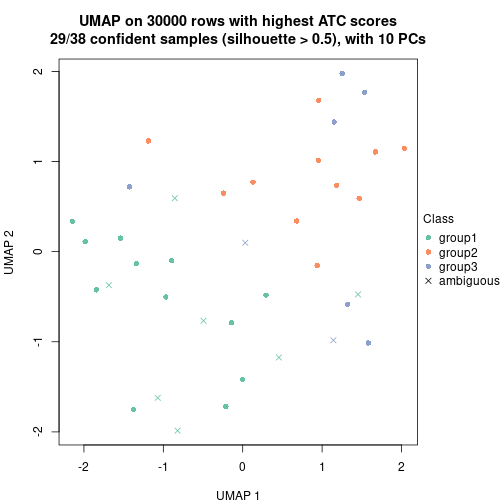 UMAP on 30000 rows with highest ATC scores
29/38 confident samples (silhouette > 0.5), with 10 PCs
2
1
0
-1
-2
UMAP 2
-2
-1
0
1
2
UMAP 1
Class
group1
group2
group3
ambiguous